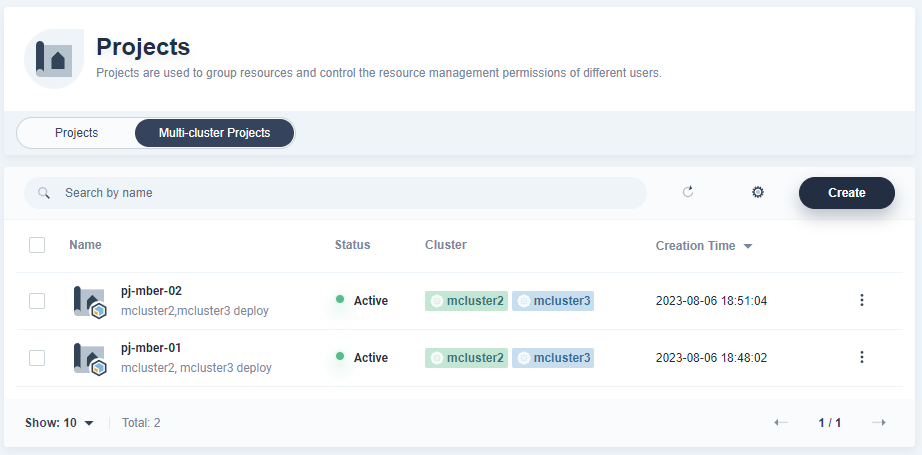 Projects
Projects are used to group resources and control the resource management permissions of different users.
Projects Multi-cluster Projects
Search by name Create
Name Status Cluster Creation Time
pj-mber-02
mcluster2,mcluster3 deploy Active mcluster2 mcluster3 2023-08-06 18:51:04
pj-mber-01
mcluster2, mcluster3 deploy Active mcluster2 mcluster3 2023-08-06 18:48:02
Show: 10 Total: 2 1 / 1